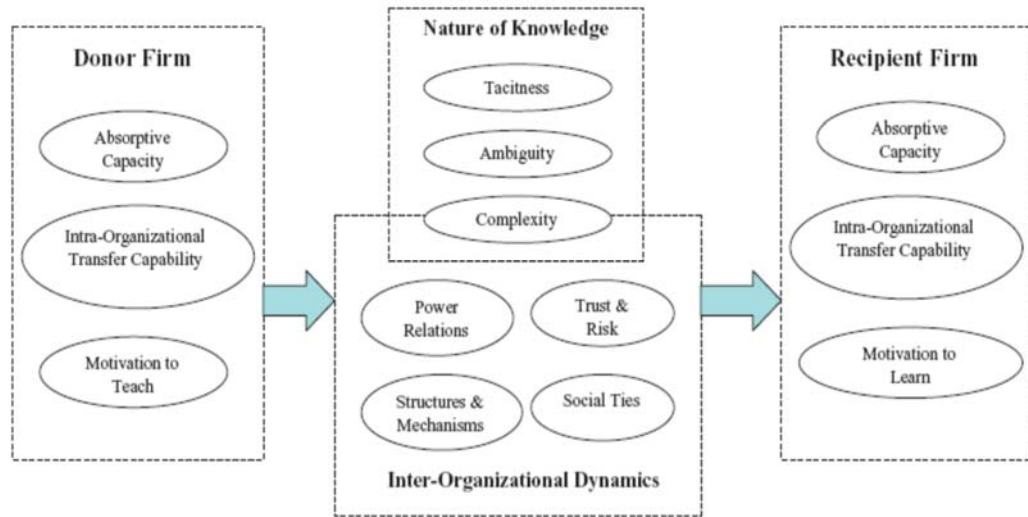 Donor Firm
Absorptive
Capacity
Intra-Organizational
Transfer Capability
Motivation to
Teach
Nature of Knowledge
Tacitness
Ambiguity
Complexity
Power
Relations
Trust &
Risk
Structures &
Mechanisms
Social Ties
Inter-Organizational Dynamics
Recipient Firm
Absorptive
Capacity
Intra-Organizational
Transfer Capability
Motivation to
Learn